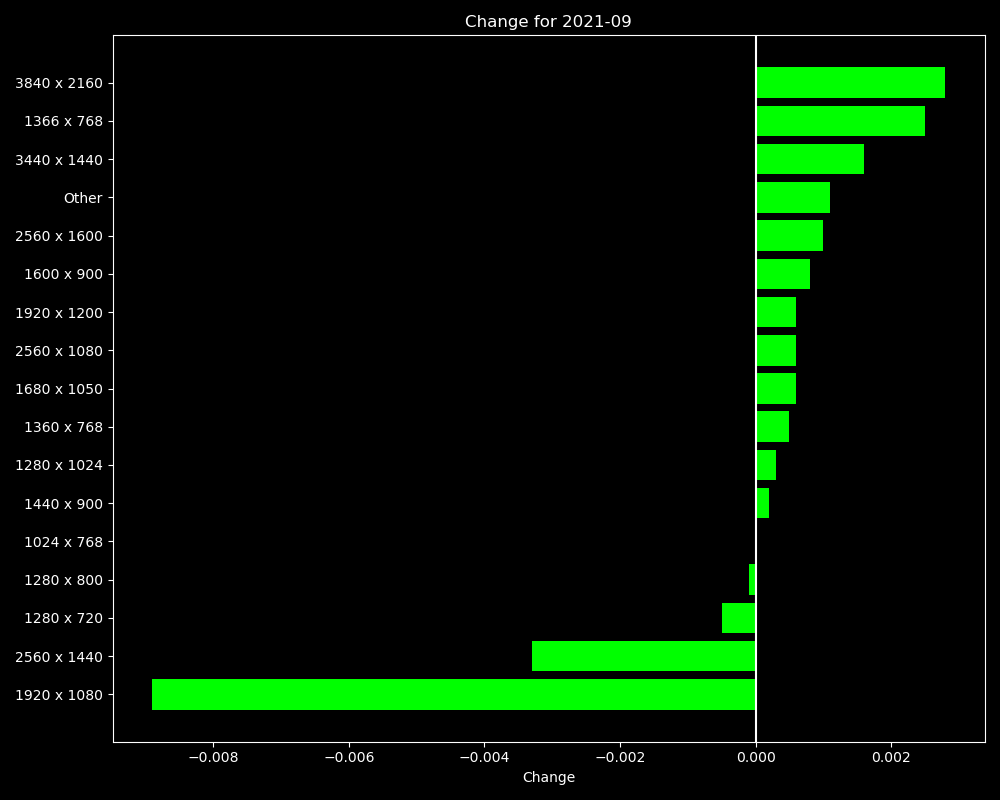 Change for 2021-09
3840 x 2160
1366 x 768
3440 x 1440
Other
2560 x 1600
1600 x 900
1920 x 1200
2560 x 1080
1680 x 1050
1360 x 768
1280 x 1024
1440 x 900
1024 x 768
1280 x 800
1280 x 720
2560 x 1440
1920 x 1080
−0.008 −0.006 −0.004 −0.002 0.000 0.002
Change